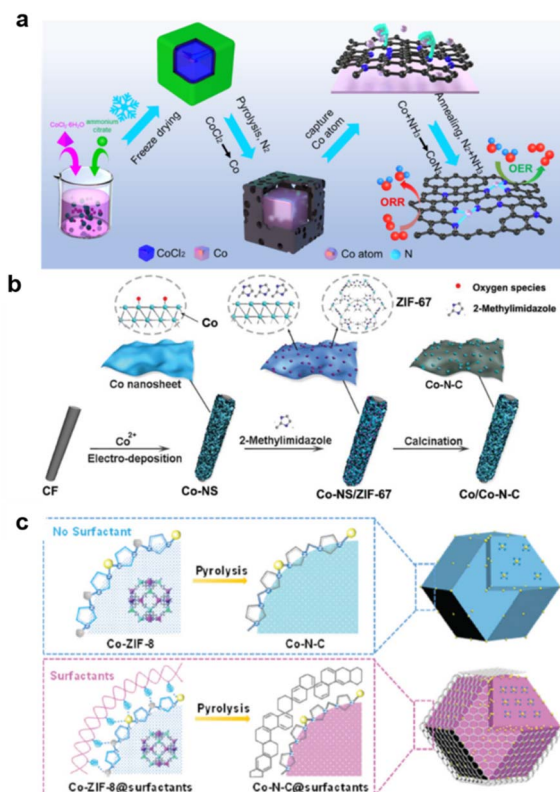 a
CoCl₂·6H₂O
ammonium
citrate
Freeze drying
Pyrolysis, N₂
CoCl₂
Co
capture
Co atom
Annealing, N₂+NH₃
Co+NH₃
CoNₓ
OER
ORR
CoCl₂
Co
Co atom
N
b
Oxygen species
2-Methylimidazole
Co
ZIF-67
Co nanosheet
Co-N-C
Co²⁺
Electro-deposition
2-Methylimidazole
Calcination
CF
Co-NS
Co-NS/ZIF-67
Co/Co-N-C
c
No Surfactant
Pyrolysis
Co-ZIF-8
Co-N-C
Surfactants
Pyrolysis
Co-ZIF-8@surfactants
Co-N-C@surfactants